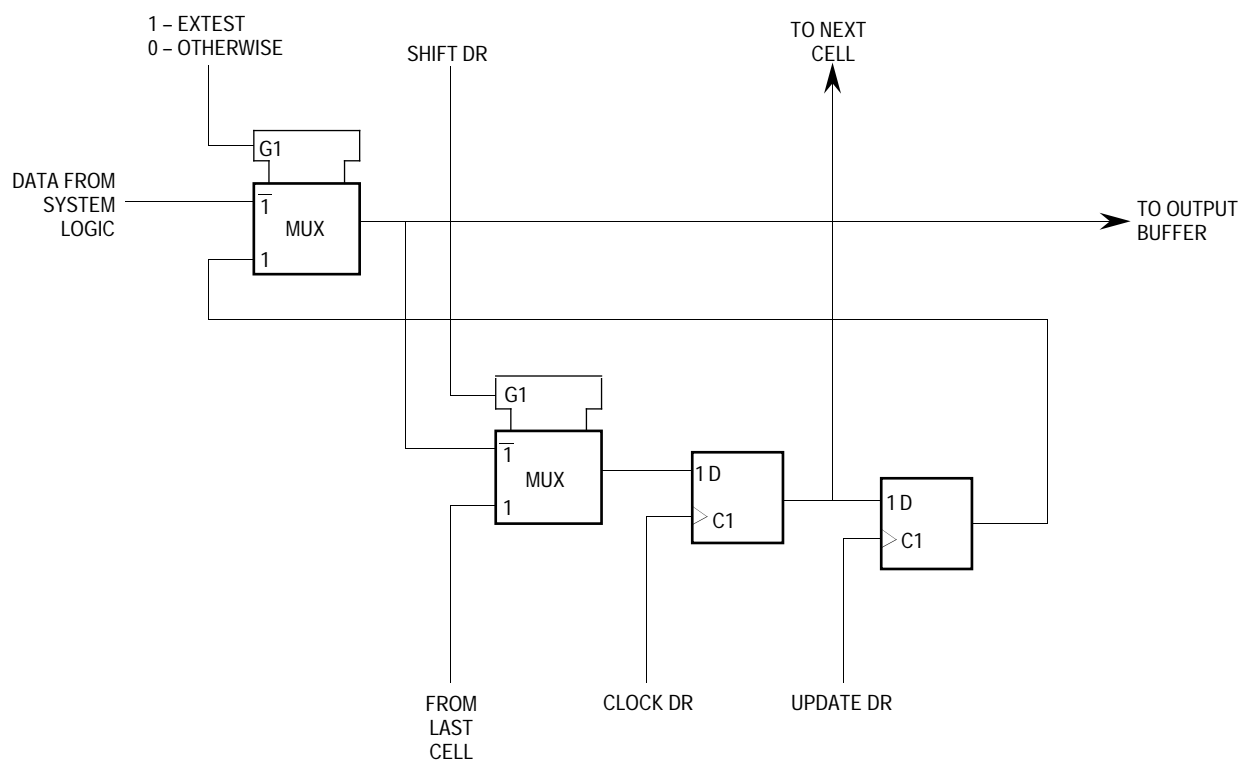 1 – EXTEST
0 – OTHERWISE
SHIFT DR
TO NEXT
CELL
G1
DATA FROM
SYSTEM
LOGIC
1
MUX
1
TO OUTPUT
BUFFER
G1
1
MUX
1
1 D
C1
1 D
C1
FROM
LAST
CELL
CLOCK DR
UPDATE DR